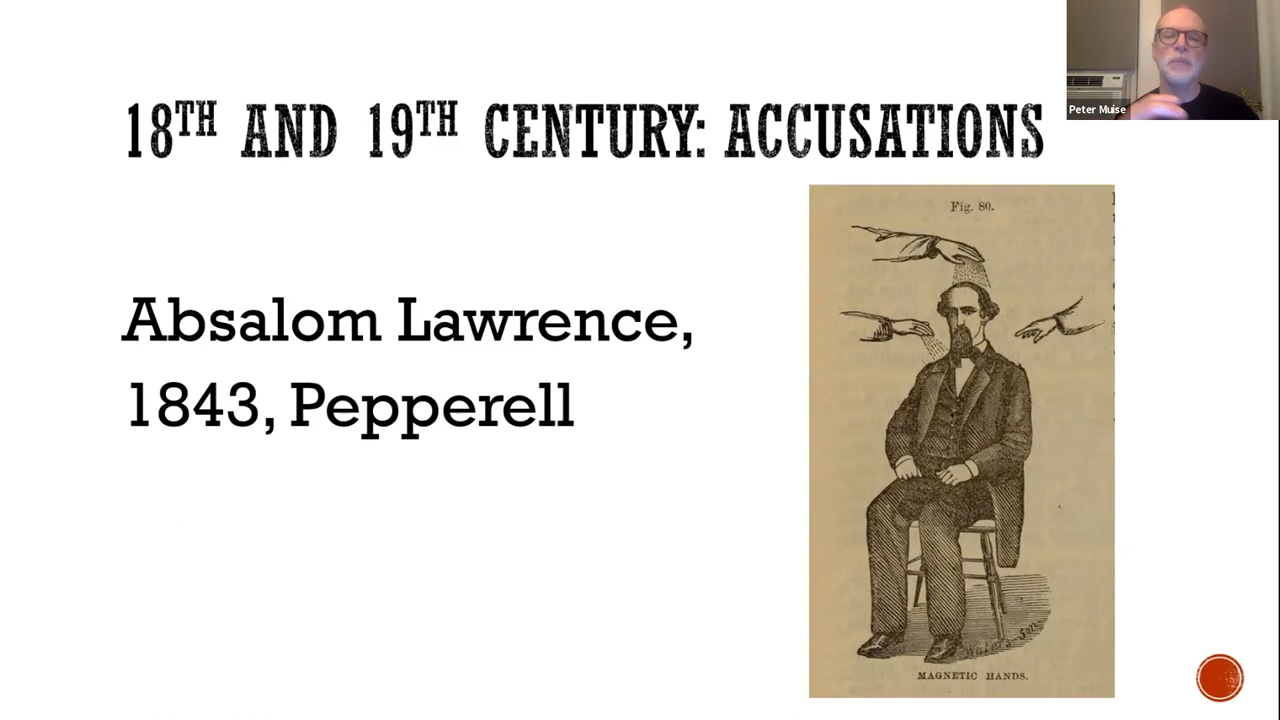 Peter Muise
18TH AND 19TH CENTURY: ACCUSATIONS
Absalom Lawrence,
1843, Pepperell
Fig. 80.
MAGNETIC HANDS.